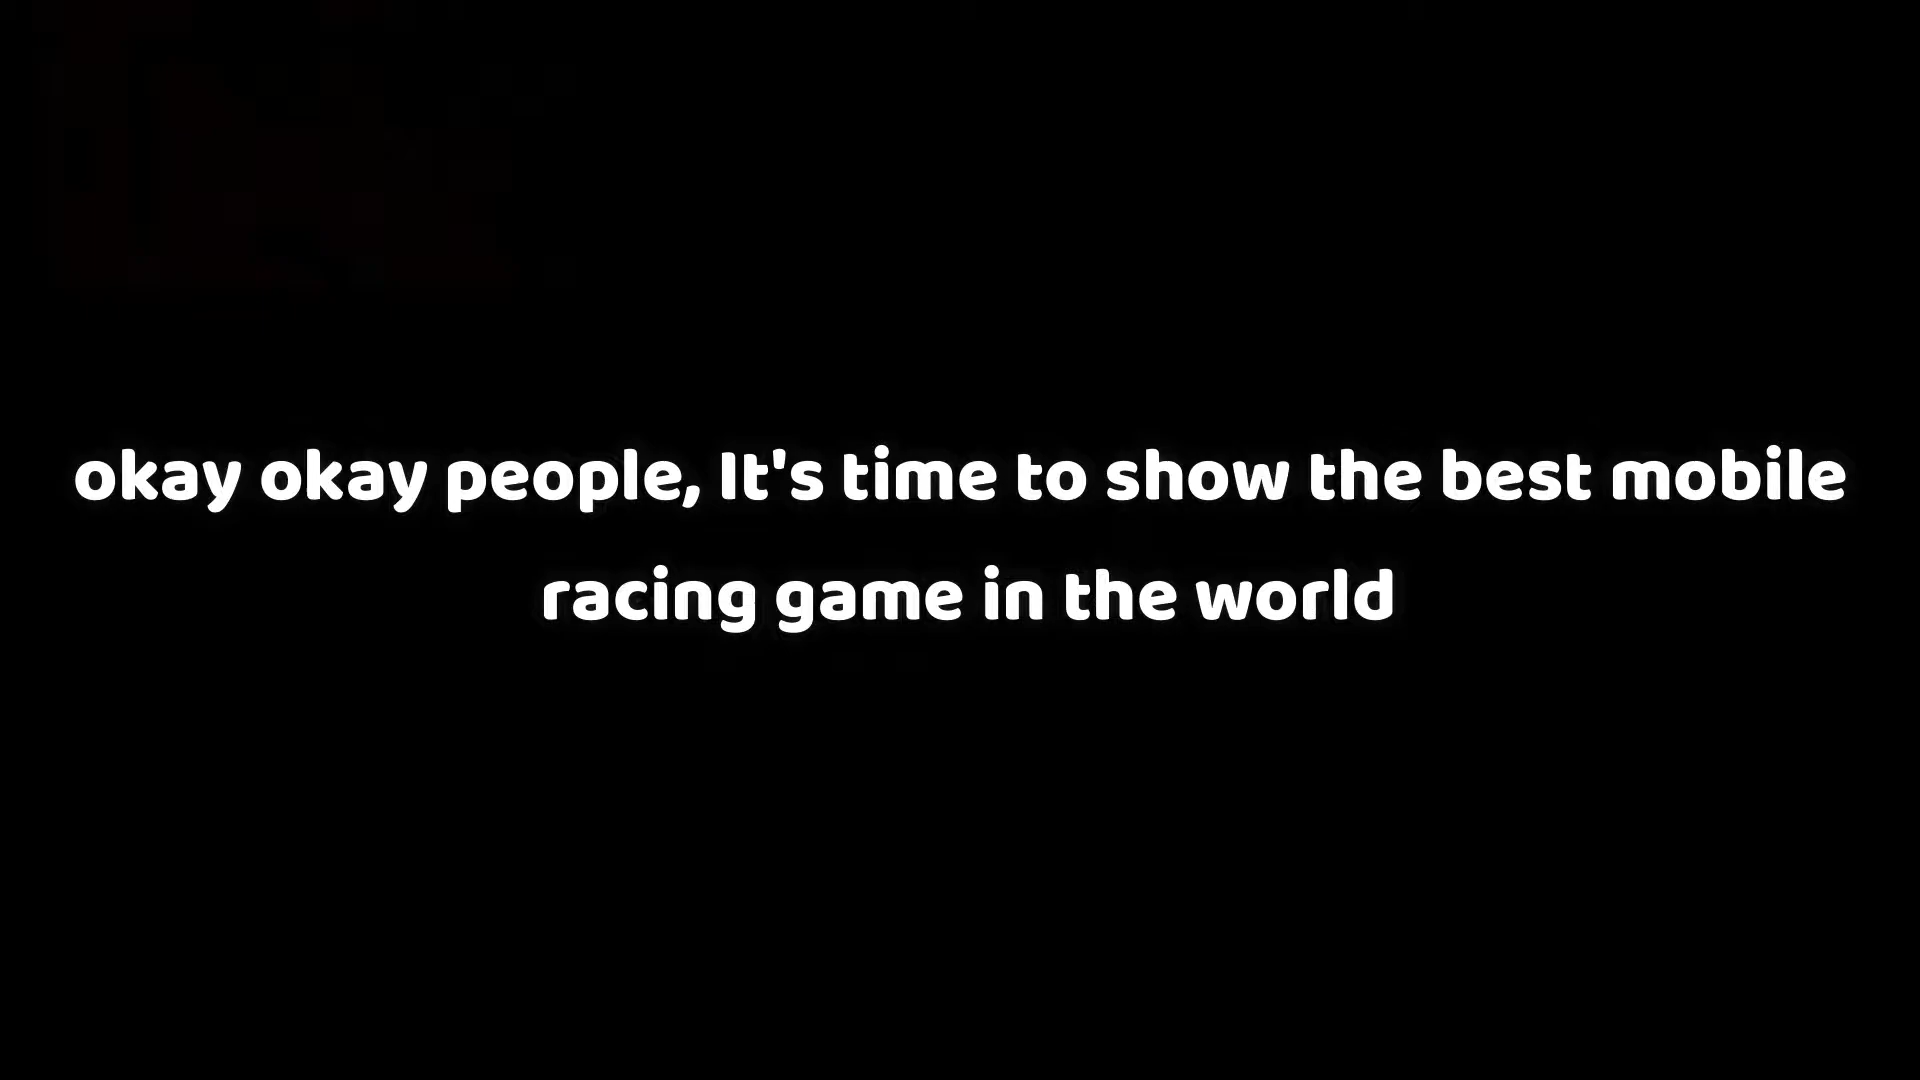 okay okay people, It's time to show the best mobile
racing game in the world